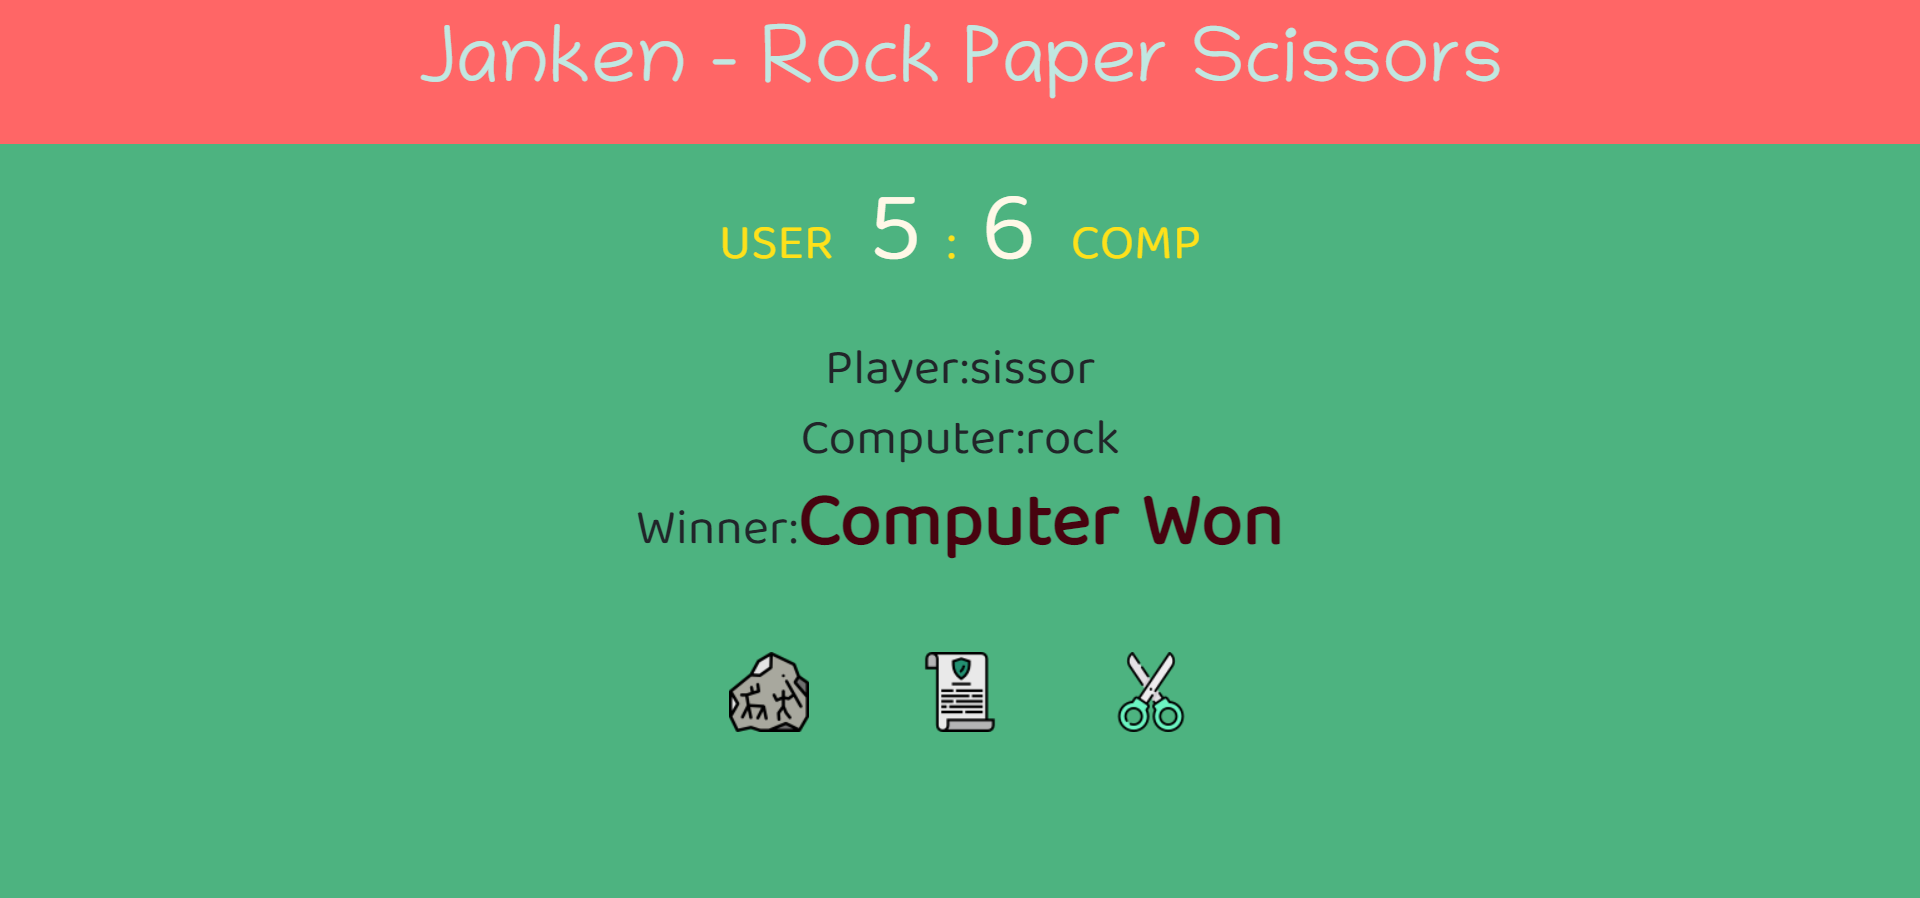 Janken - Rock Paper Scissors
USER 5 : 6 COMP
Player:sissor
Computer:rock
Winner:Computer Won